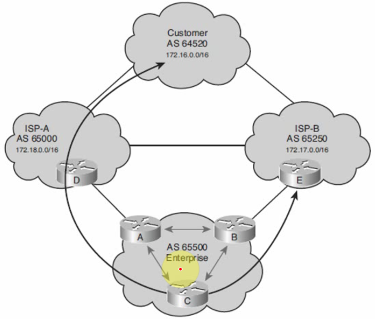 Customer
AS 64520
172.16.0.0/16
ISP-A
AS 65000
172.18.0.0/16
D
ISP-B
AS 65250
172.17.0.0/16
E
A
B
AS 65500
Enterprise
C